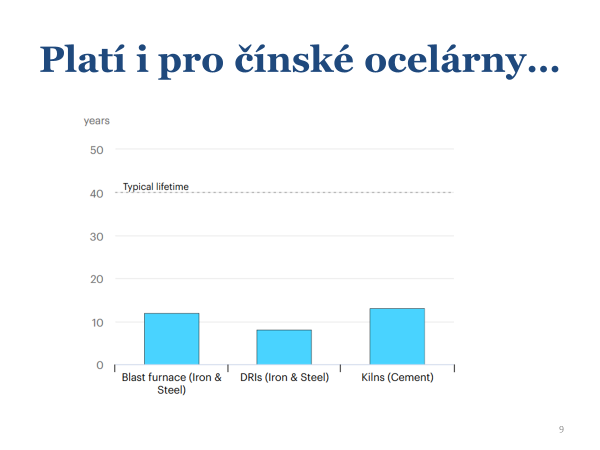 Platí i pro čínské ocelárny...
years
50
Typical lifetime
40
30
20
10
0
Blast furnace (Iron &
Steel)
DRIs (Iron & Steel)
Kilns (Cement)
9